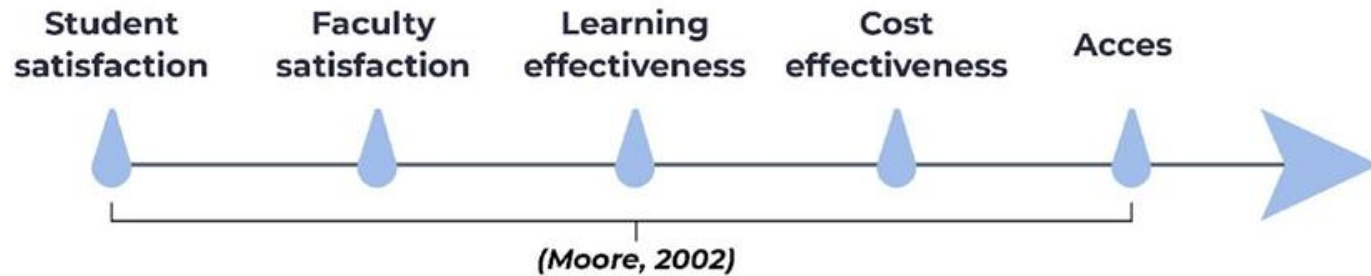 Student
satisfaction
Faculty
satisfaction
Learning
effectiveness
Cost
effectiveness
Acces
(Moore, 2002)